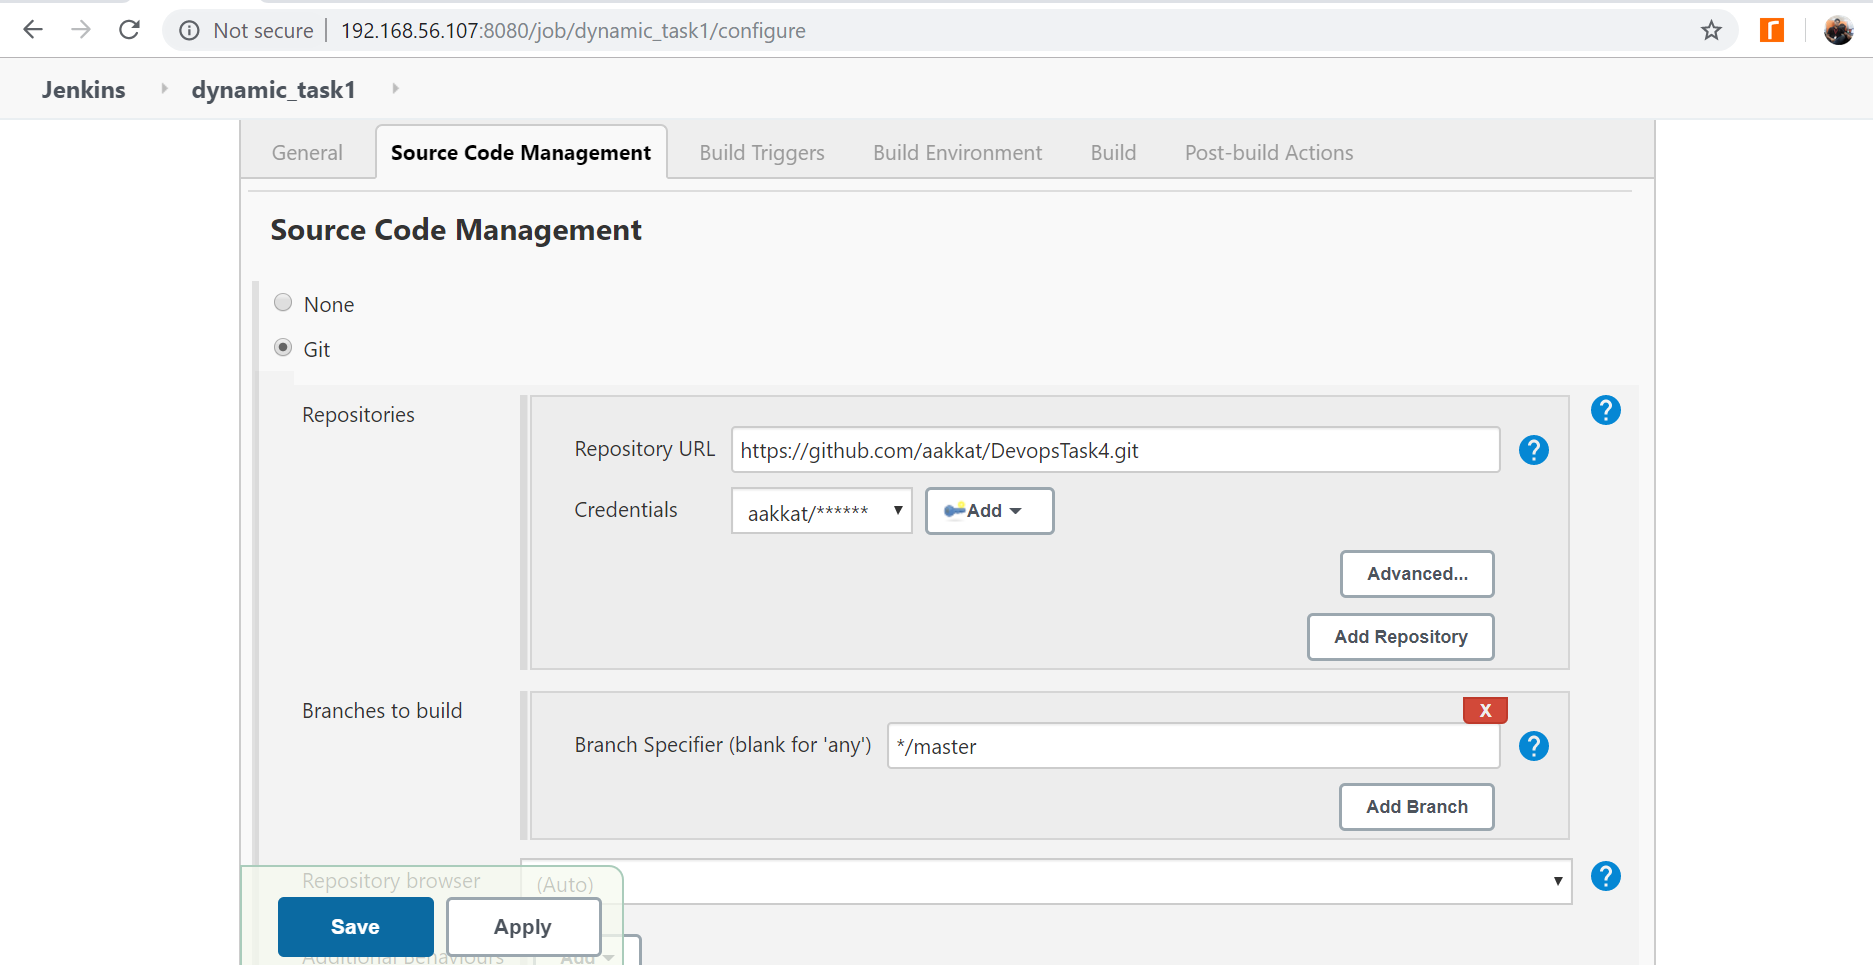 Not secure | 192.168.56.107:8080/job/dynamic_task1/configure
Jenkins dynamic_task1
General Source Code Management Build Triggers Build Environment Build Post-build Actions
Source Code Management
None
Git
Repositories
?
Repository URL https://github.com/aakkat/DevopsTask4.git ?
Credentials aakkat/****** Add
Advanced...
Add Repository
Branches to build
X
Branch Specifier (blank for 'any') */master ?
Add Branch
Repository browser (Auto) ?
Save Apply
Additional Behaviours Add